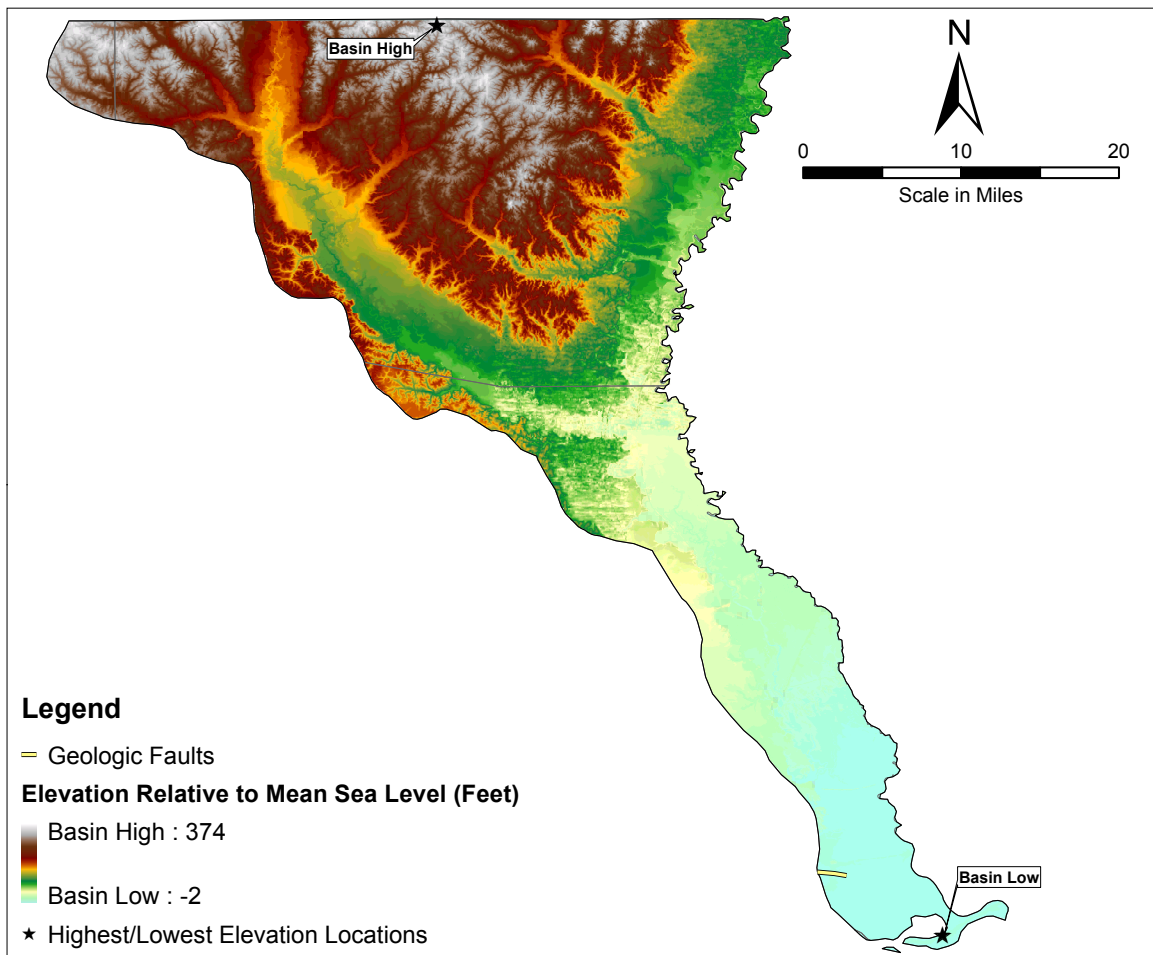 Basin High
N
0 10 20
Scale in Miles
Legend
Geologic Faults
Elevation Relative to Mean Sea Level (Feet)
Basin High : 374
Basin Low : -2
Highest/Lowest Elevation Locations
Basin Low